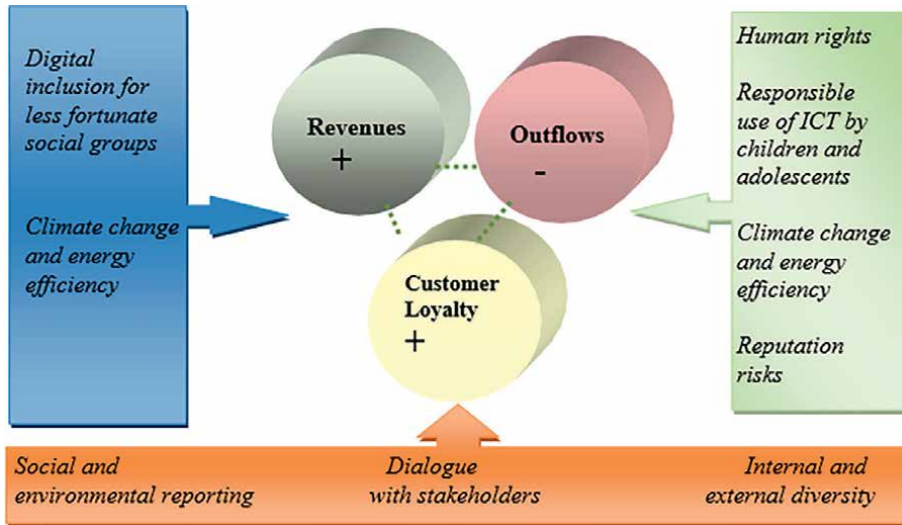 Digital
inclusion for
less fortunate
social groups
Climate change
and energy
efficiency
Revenues
+
Outflows
-
Customer
Loyalty
+
Human rights
Responsible
use of ICT by
children and
adolescents
Climate change
and energy
efficiency
Reputation
risks
Social and
environmental reporting
Dialogue
with stakeholders
Internal and
external diversity